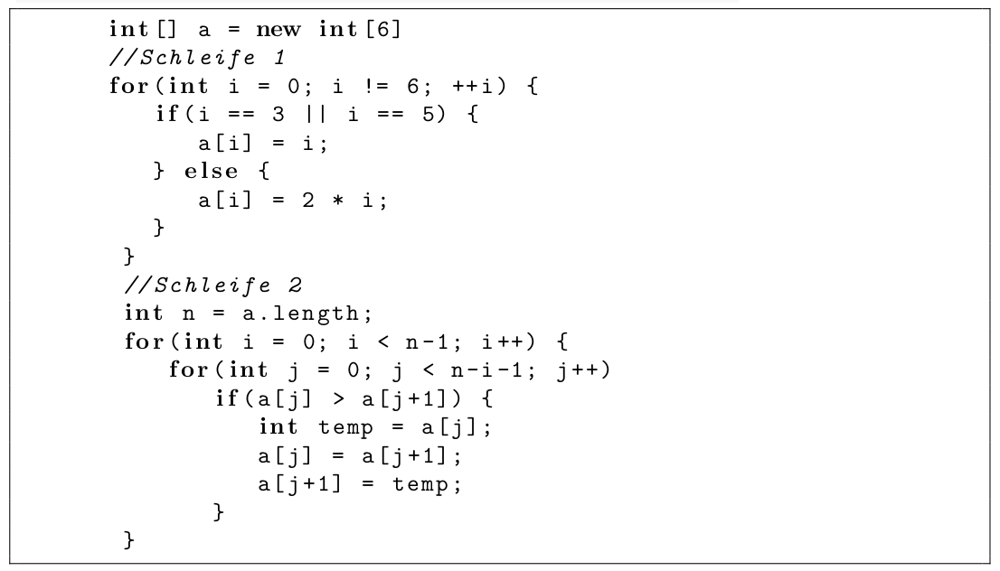 int[] a = new int[6]
//Schleife 1
for(int i = 0; i != 6; ++i) {
if(i == 3 || i == 5) {
a[i] = i;
} else {
a[i] = 2 * i;
}
}
//Schleife 2
int n = a.length;
for(int i = 0; i < n-1; i++) {
for(int j = 0; j < n-i-1; j++)
if(a[j] > a[j+1]) {
int temp = a[j];
a[j] = a[j+1];
a[j+1] = temp;
}
}